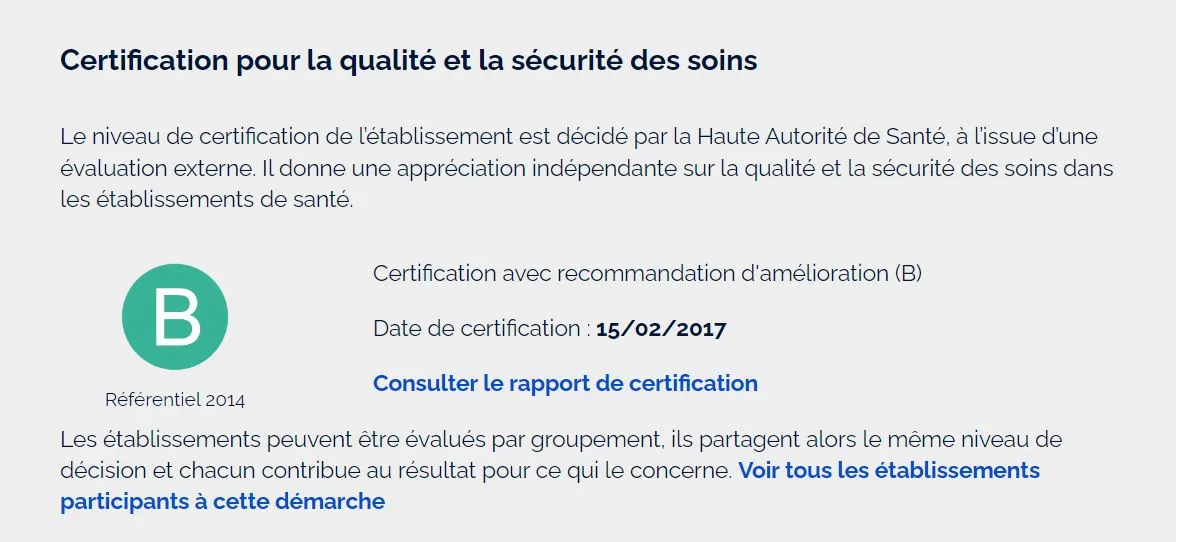 Certification pour la qualité et la sécurité des soins
Le niveau de certification de l'établissement est décidé par la Haute Autorité de Santé, à l'issue d'une
évaluation externe. Il donne une appréciation indépendante sur la qualité et la sécurité des soins dans
les établissements de santé.
B
Référentiel 2014
Certification avec recommandation d'amélioration (B)
Date de certification : 15/02/2017
Consulter le rapport de certification
Les établissements peuvent être évalués par groupement, ils partagent alors le même niveau de
décision et chacun contribue au résultat pour ce qui le concerne. Voir tous les établissements
participants à cette démarche